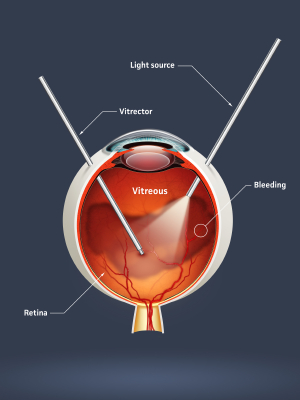 Light source
Vitrector
Bleeding
Vitreous
Retina